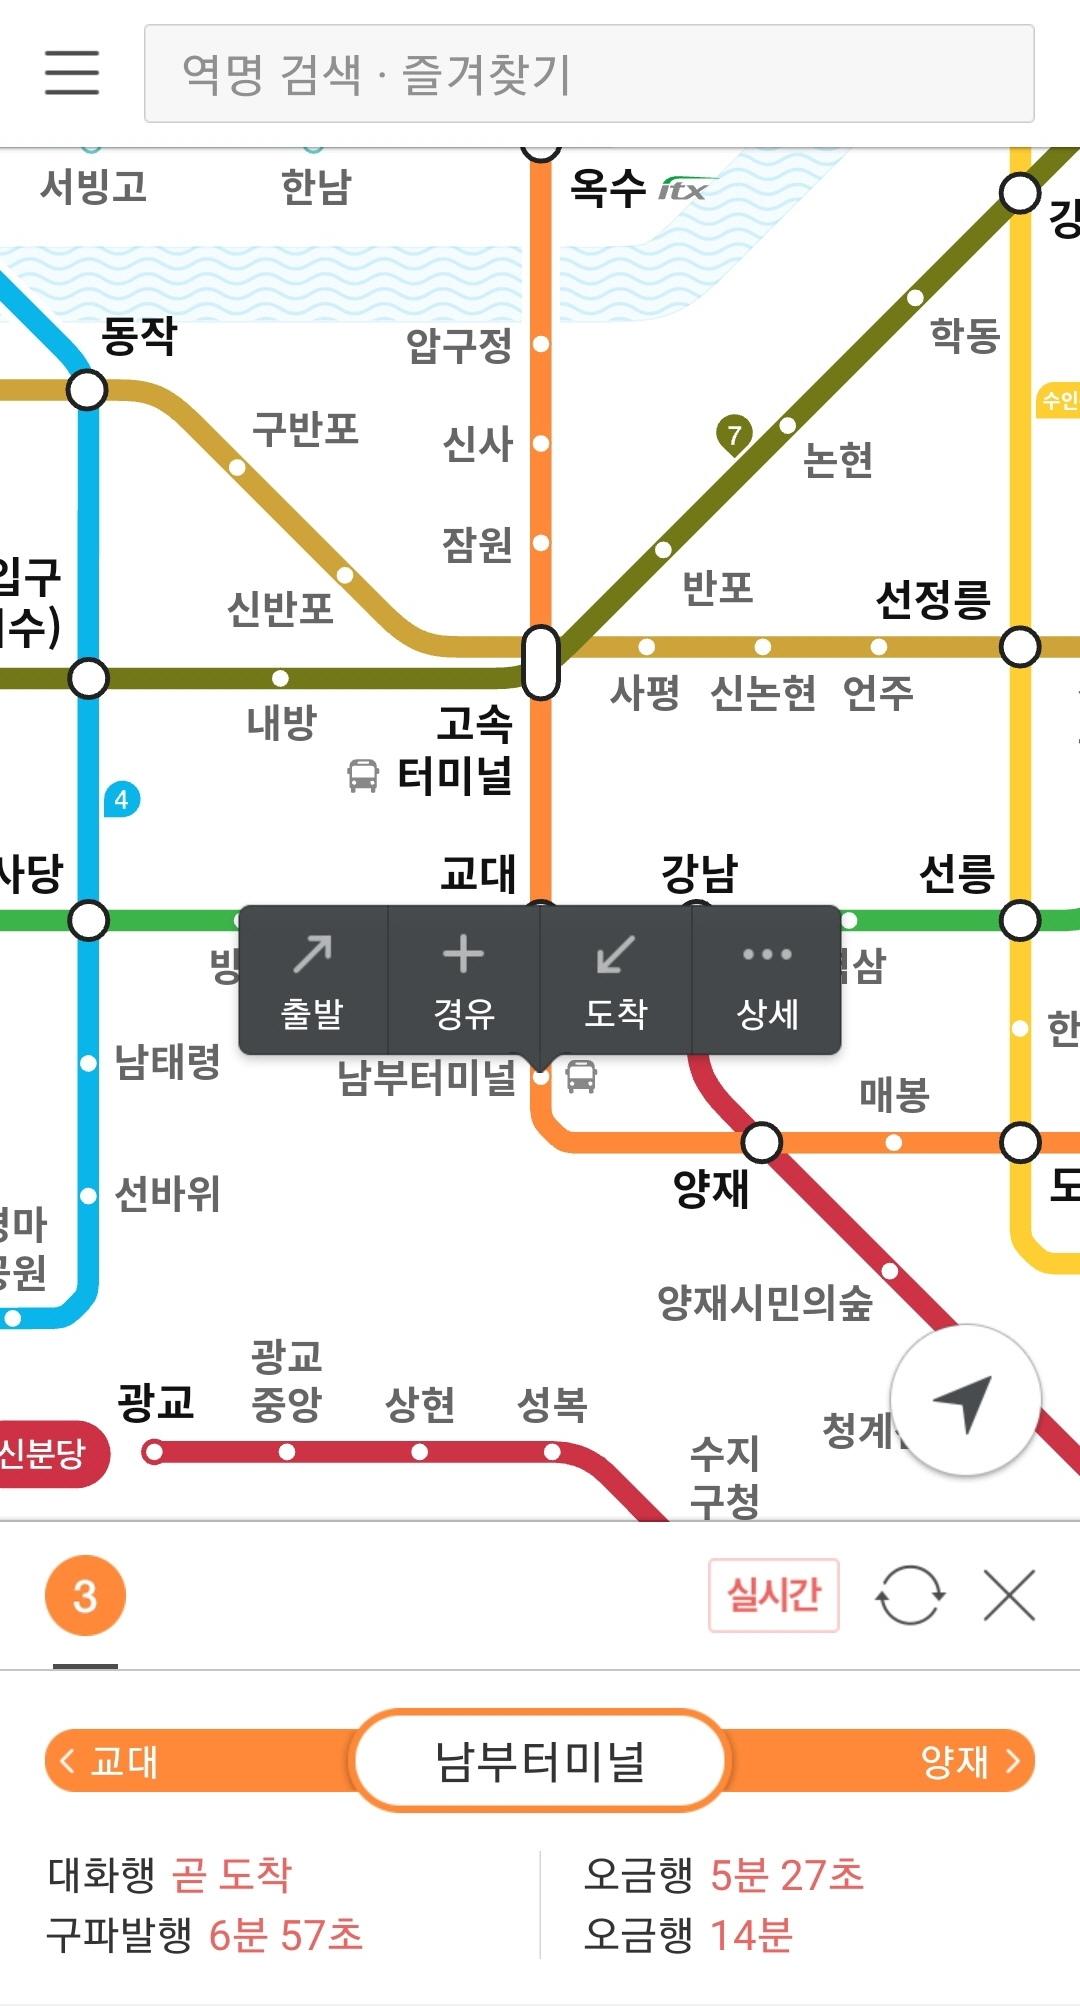 역명 검색 · 즐겨찾기
서빙고
한남
옥수 itx
강
동작
압구정
학동
수인
구반포
신사
7
논현
잠원
입구
수)
신반포
반포
선정릉
내방
고속
터미널
사평
신논현
언주
4
사당
교대
강남
선릉
방
삼
출발
경유
도착
상세
한
남태령
남부터미널
매봉
선바위
양재
도
마
공원
양재시민의숲
광교
광교
중앙
상현
성복
청계
신분당
수지
구청
3
실시간
교대
남부터미널
양재
대화행 곧 도착
오금행 5분 27초
구파발행 6분 57초
오금행 14분